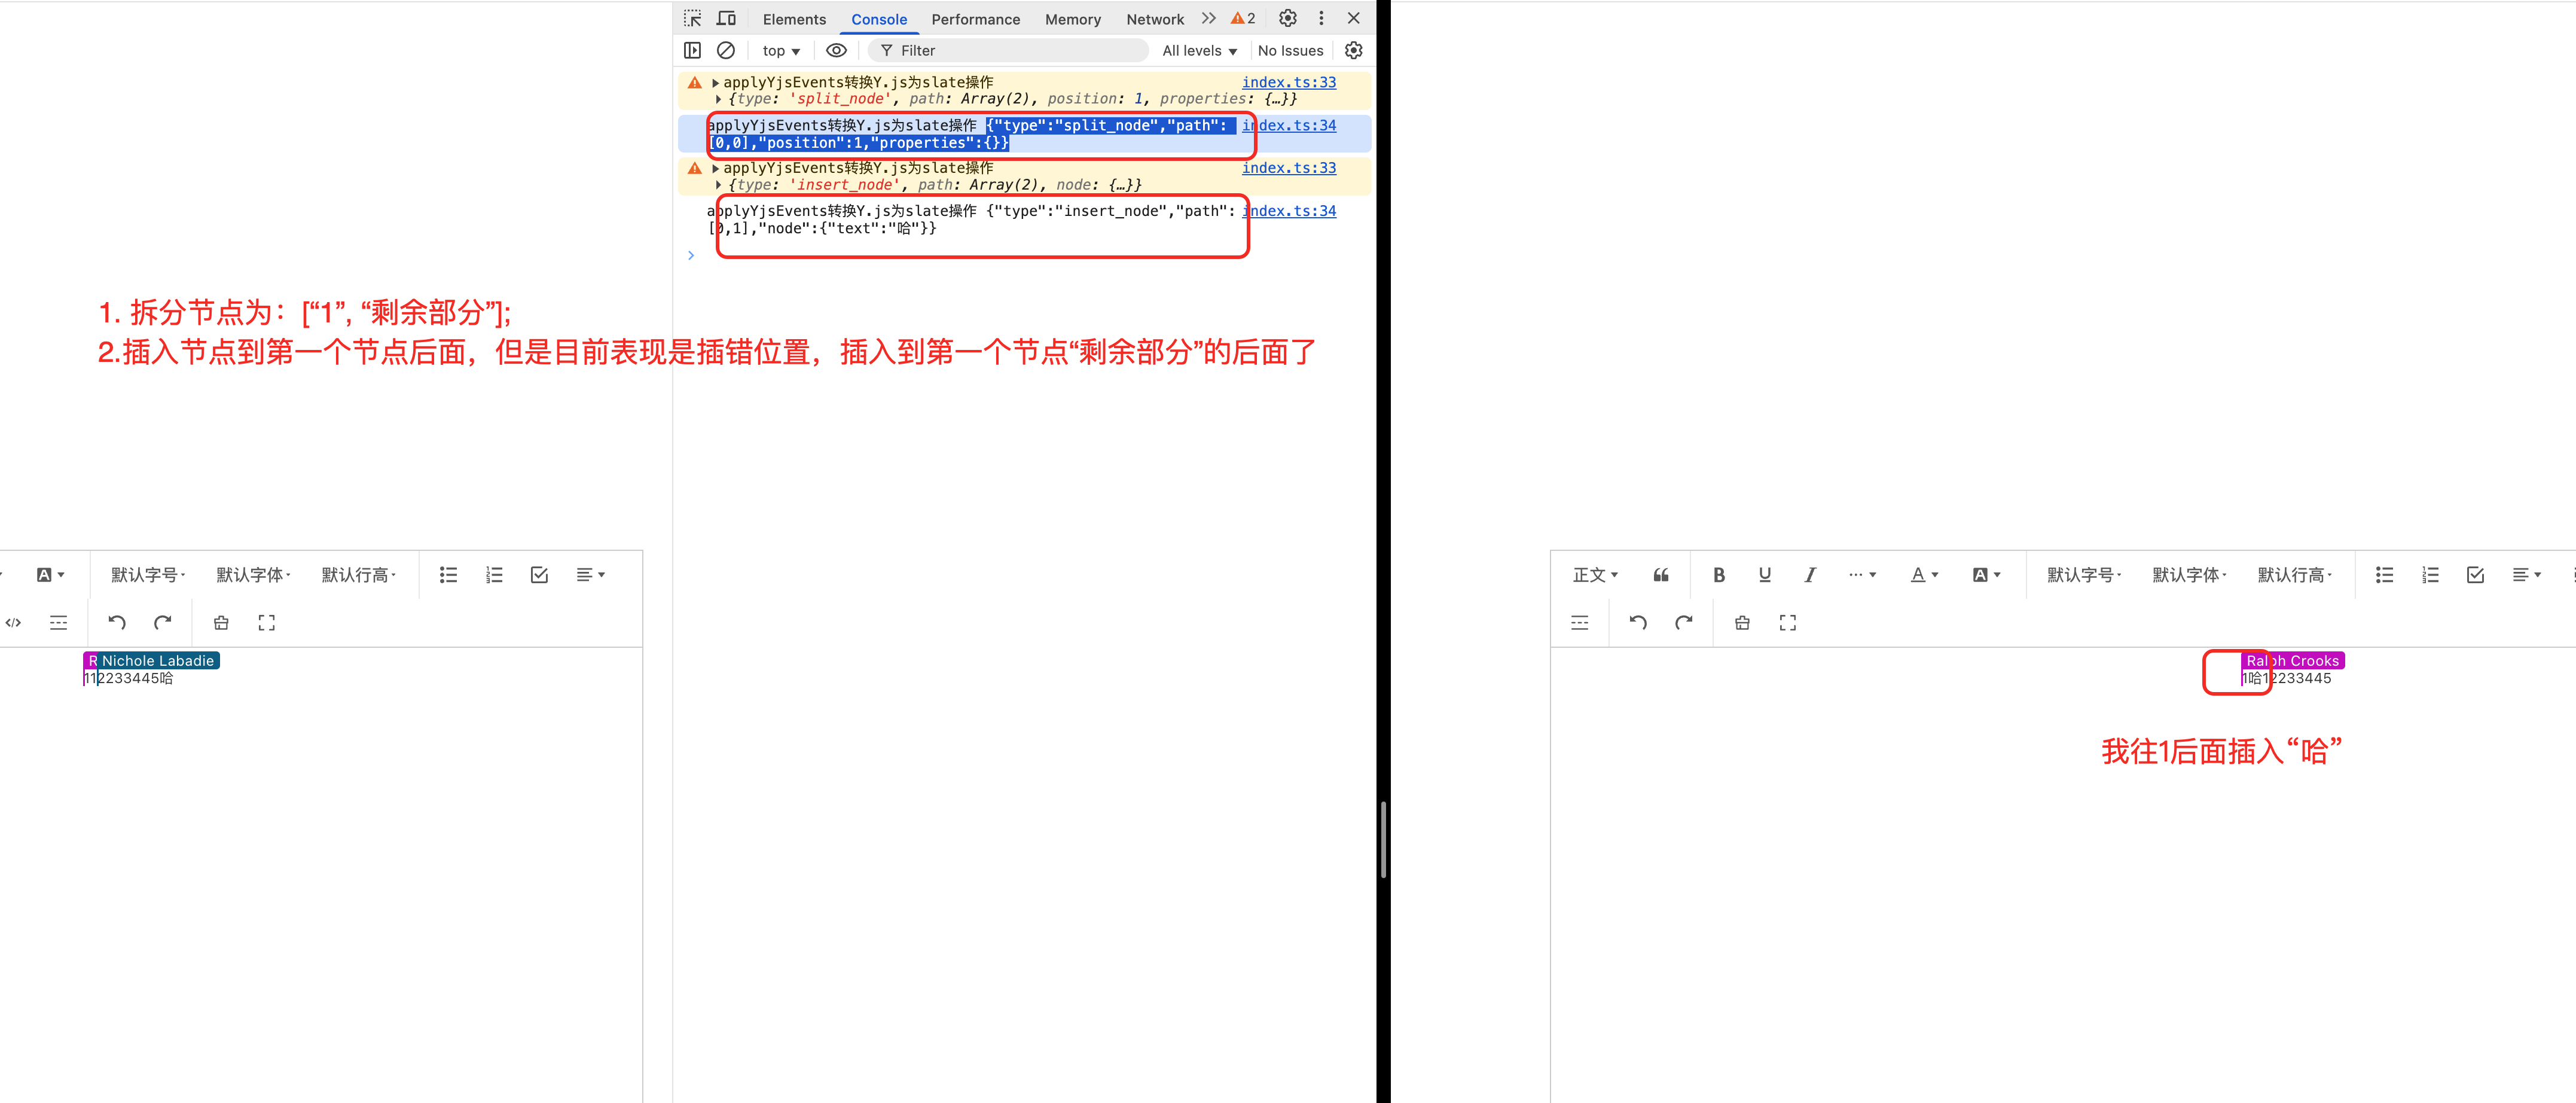 Elements Console Performance Memory Network 2
top Filter All levels No Issues
applyYjsEvents转换Y.js为slate操作 index.ts:33
{type: 'split_node', path: Array(2), position: 1, properties: {…}}
applyYjsEvents转换Y.js为slate操作 {"type":"split_node","path": index.ts:34
[0,0],"position":1,"properties":{}}
applyYjsEvents转换Y.js为slate操作 index.ts:33
{type: 'insert_node', path: Array(2), node: {…}}
applyYjsEvents转换Y.js为slate操作 {"type":"insert_node","path": index.ts:34
[0,1],"node":{"text":"哈"}}
1. 拆分节点为：[“1”, “剩余部分”];
2.插入节点到第一个节点后面，但是目前表现是插错位置，插入到第一个节点“剩余部分”的后面了
A 默认字号 默认字体 默认行高
R Nichole Labadie
112233445哈
正文 B U I A A 默认字号 默认字体 默认行高
Ralph Crooks
1哈12233445
我往1后面插入“哈”